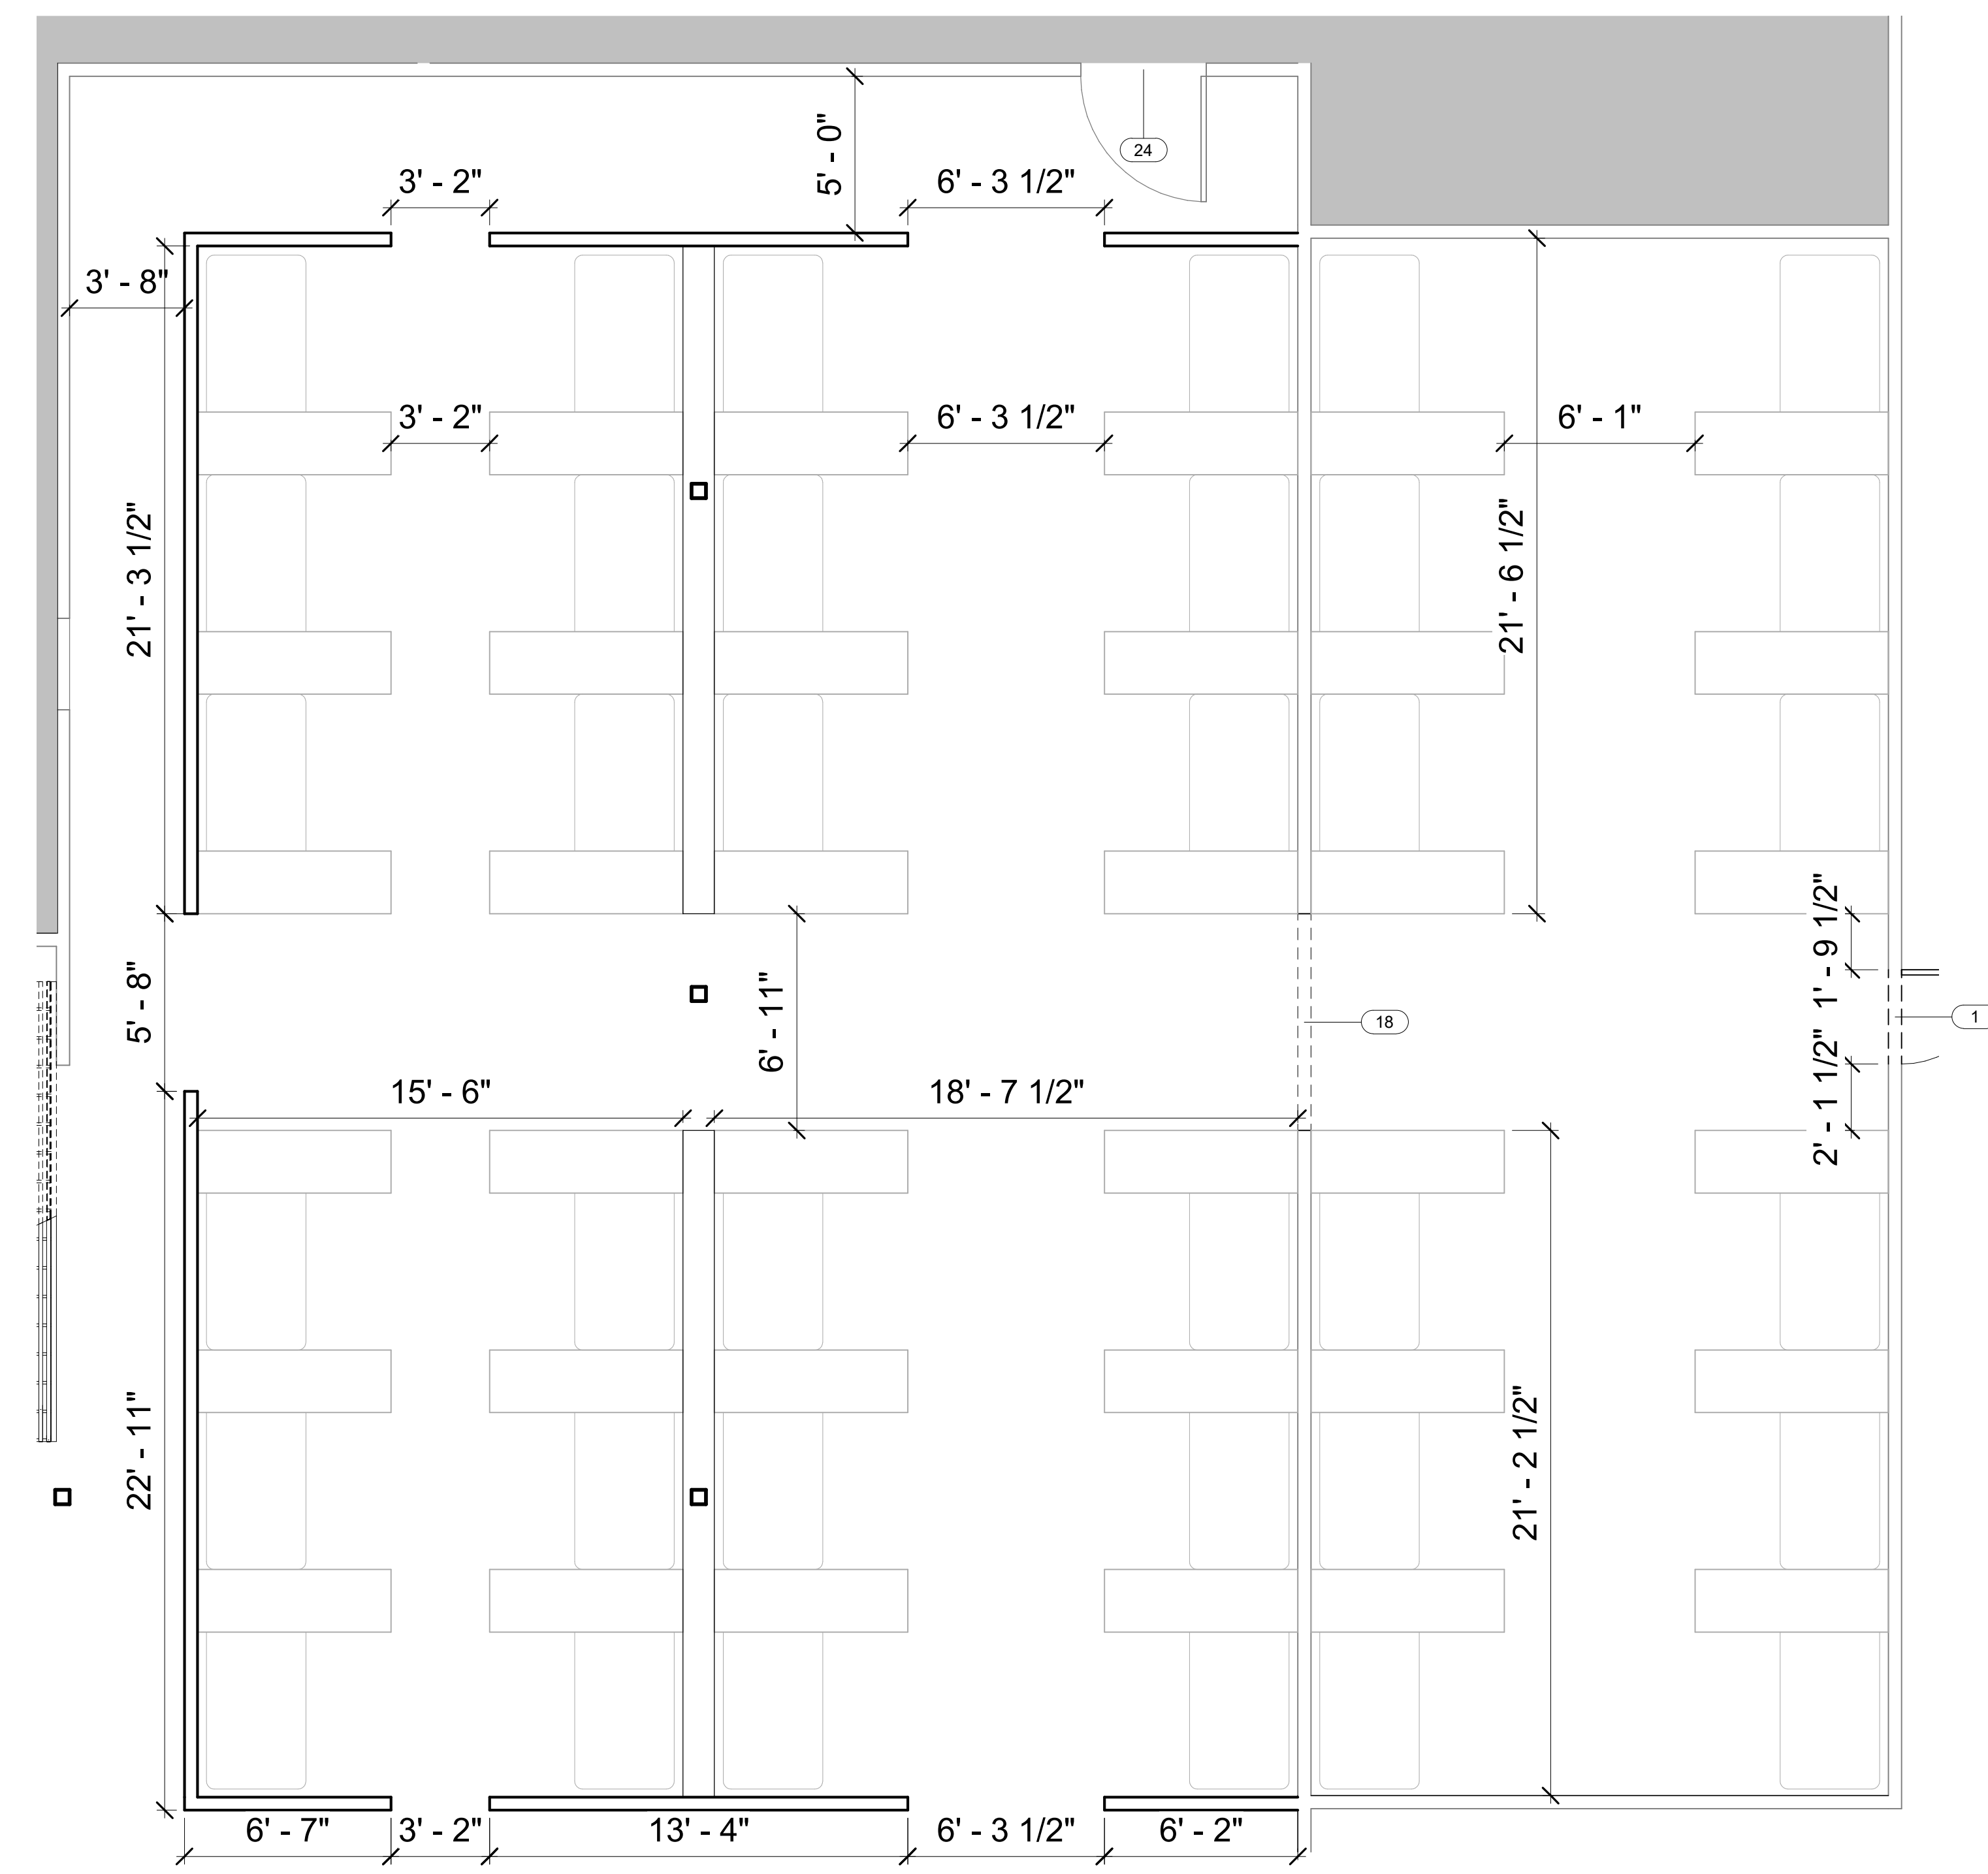 5' - 0"
24
3' - 2"
6' - 3 1/2"
3' - 8"
3' - 2"
6' - 3 1/2"
6' - 1"
21' - 3 1/2"
21' - 6 1/2"
1' - 9 1/2"
5' - 8"
6' - 11"
18
1
2' - 1 1/2"
15' - 6"
18' - 7 1/2"
22' - 11"
21' - 2 1/2"
6' - 7"
3' - 2"
13' - 4"
6' - 3 1/2"
6' - 2"